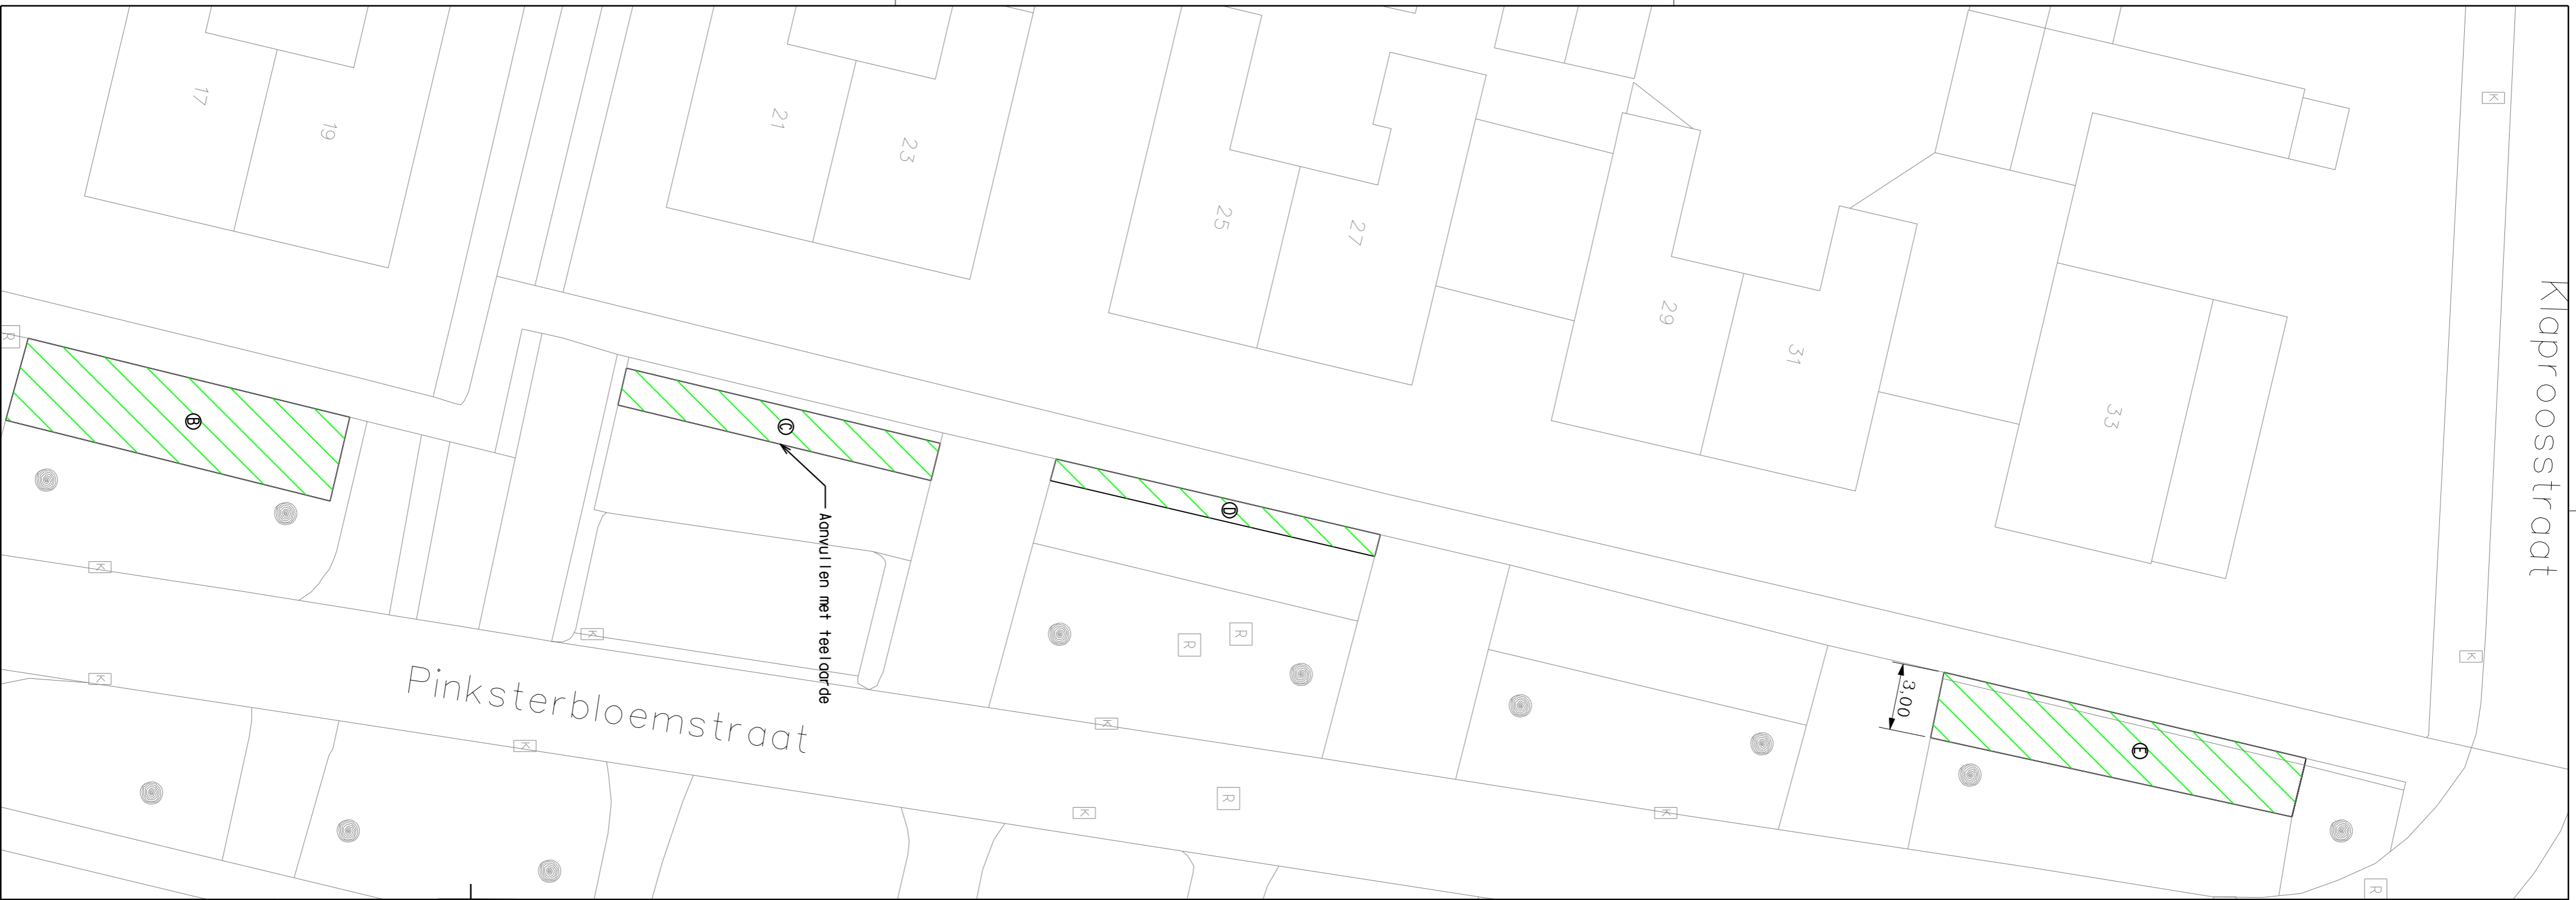 17
19
21
23
25
27
29
31
33
K
K
Klaproosstraat
R
B
C
D
E
Aanvullen met teelaarde
3,00
K
K
K
K
K
K
K
K
R
R
R
R
Pinksterbloemstraat